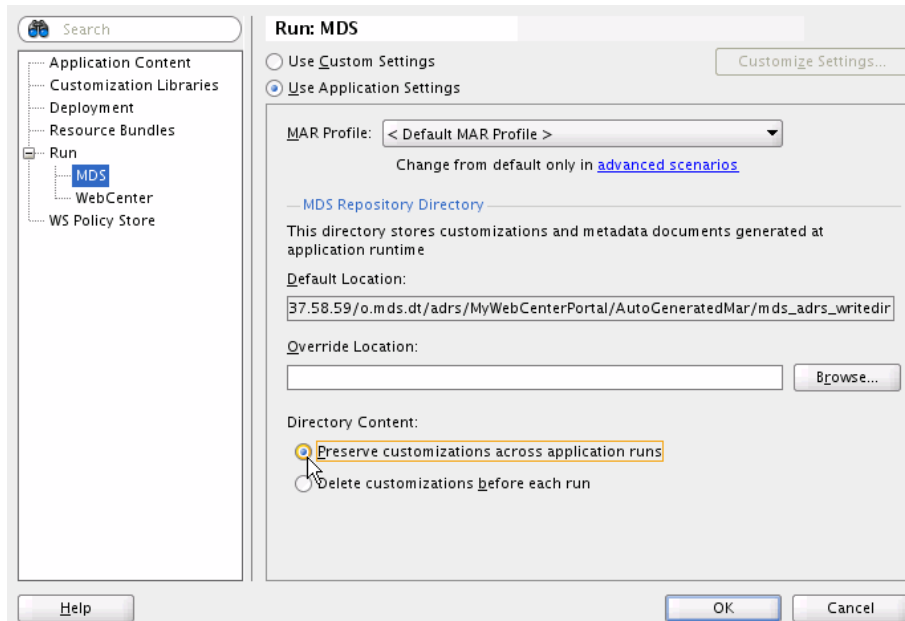 Search
Application Content
Customization Libraries
Deployment
Resource Bundles
Run
MDS
WebCenter
WS Policy Store
Run: MDS
Use Custom Settings
Customize Settings...
Use Application Settings
MAR Profile: < Default MAR Profile >
Change from default only in advanced scenarios
MDS Repository Directory
This directory stores customizations and metadata documents generated at
application runtime
Default Location:
37.58.59/o.mds.dt/adrs/MyWebCenterPortal/AutoGeneratedMar/mds_adrs_writedir
Override Location:
Browse...
Directory Content:
Preserve customizations across application runs
Delete customizations before each run
Help
OK
Cancel